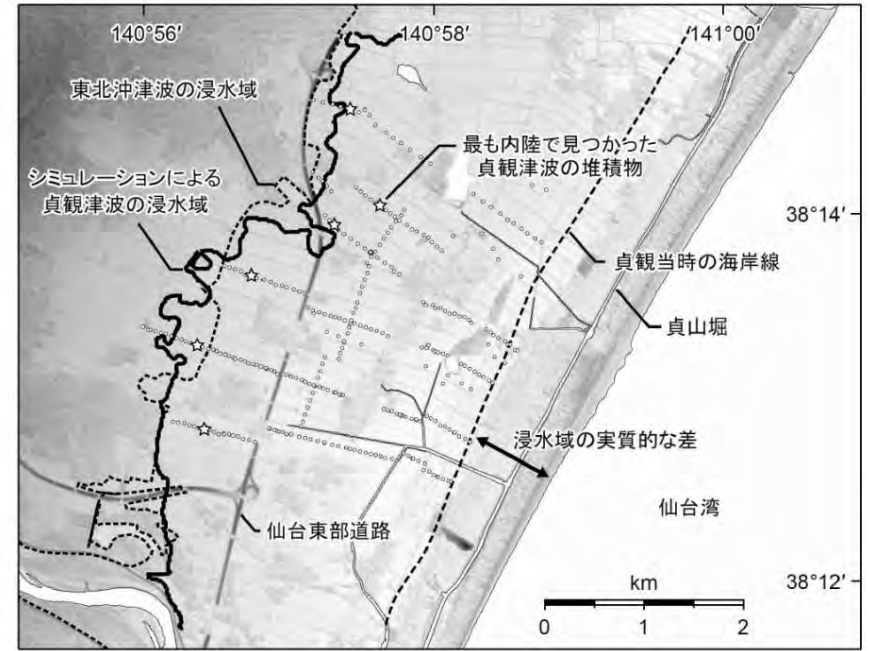 140°56′
140°58′
141°00′
東北沖津波の浸水域
最も内陸で見つかった
貞観津波の堆積物
シミュレーションによる
貞観津波の浸水域
38°14′
貞観当時の海岸線
貞山堀
浸水域の実質的な差
仙台湾
仙台東部道路
38°12′
km
0 1 2